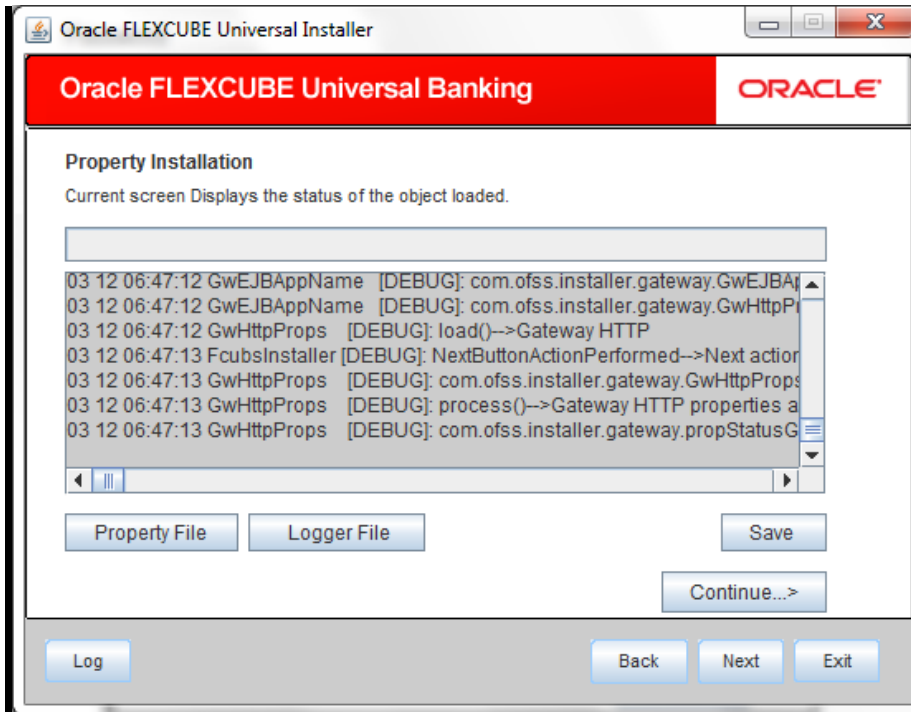 Oracle FLEXCUBE Universal Installer
Oracle FLEXCUBE Universal Banking
ORACLE
Property Installation
Current screen Displays the status of the object loaded.
03 12 06:47:12 GwEJBAppName [DEBUG]: com.ofss.installer.gateway.GwEJBAp
03 12 06:47:12 GwEJBAppName [DEBUG]: com.ofss.installer.gateway.GwHttpPr
03 12 06:47:12 GwHttpProps [DEBUG]: load()-->Gateway HTTP
03 12 06:47:13 FcubsInstaller [DEBUG]: NextButtonActionPerformed-->Next action
03 12 06:47:13 GwHttpProps [DEBUG]: com.ofss.installer.gateway.GwHttpProps
03 12 06:47:13 GwHttpProps [DEBUG]: process()-->Gateway HTTP properties a
03 12 06:47:13 GwHttpProps [DEBUG]: com.ofss.installer.gateway.propStatusG
Property File Logger File Save
Continue...>
Log Back Next Exit